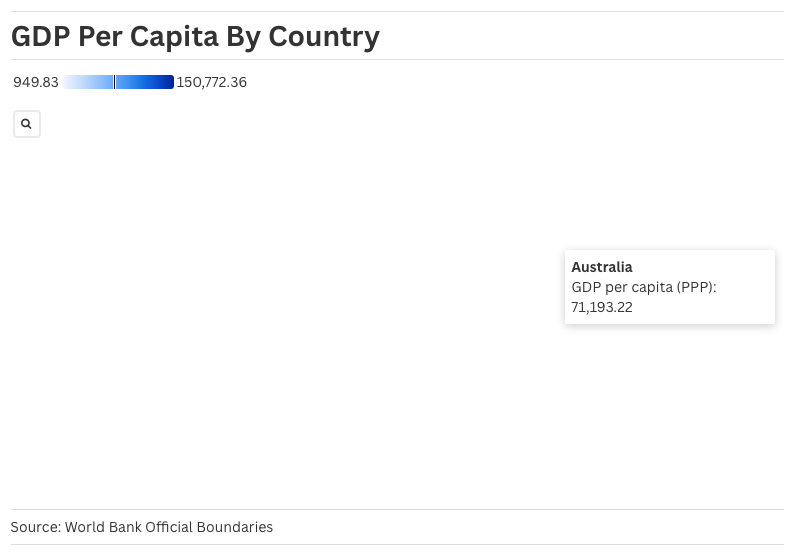 GDP Per Capita By Country
949.83 150,772.36
Australia
GDP per capita (PPP):
71,193.22
Source: World Bank Official Boundaries